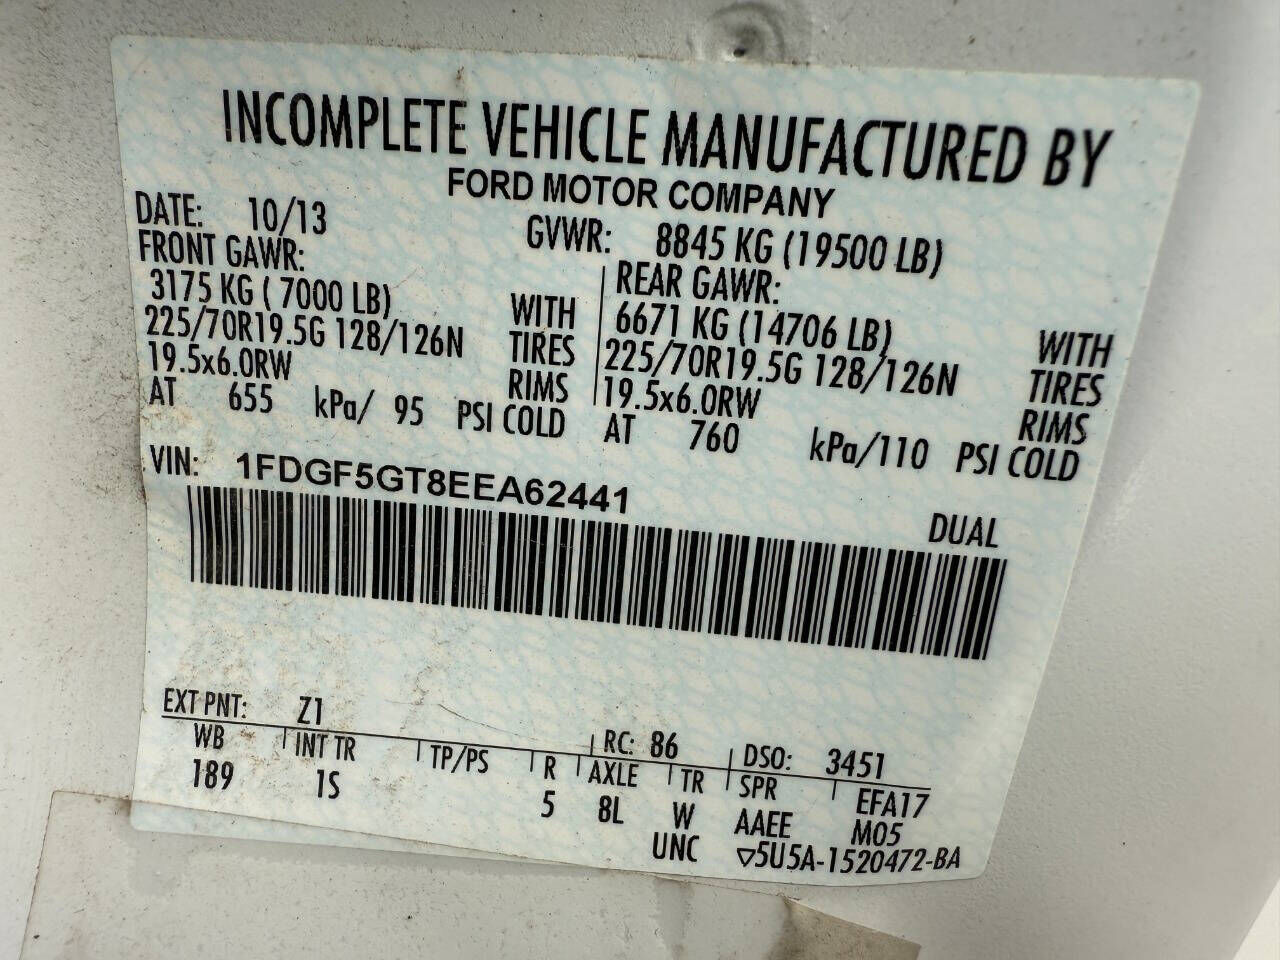 INCOMPLETE VEHICLE MANUFACTURED BY
FORD MOTOR COMPANY
DATE: 10/13 GVWR: 8845 KG (19500 LB)
FRONT GAWR: REAR GAWR:
3175 KG ( 7000 LB) WITH 6671 KG (14706 LB) WITH
225/70R19.5G 128/126N TIRES 225/70R19.5G 128/126N TIRES
19.5x6.0RW RIMS 19.5x6.0RW RIMS
AT 655 kPa/ 95 PSI COLD AT 760 kPa/110 PSI COLD
VIN: 1FDGF5GT8EEA62441
DUAL
EXT PNT: Z1 RC: 86 DSO: 3451
WB INT TR TP/PS R AXLE TR SPR EFA17
189 1S 5 8L W AAEE M05
UNC ▽5U5A-1520472-BA